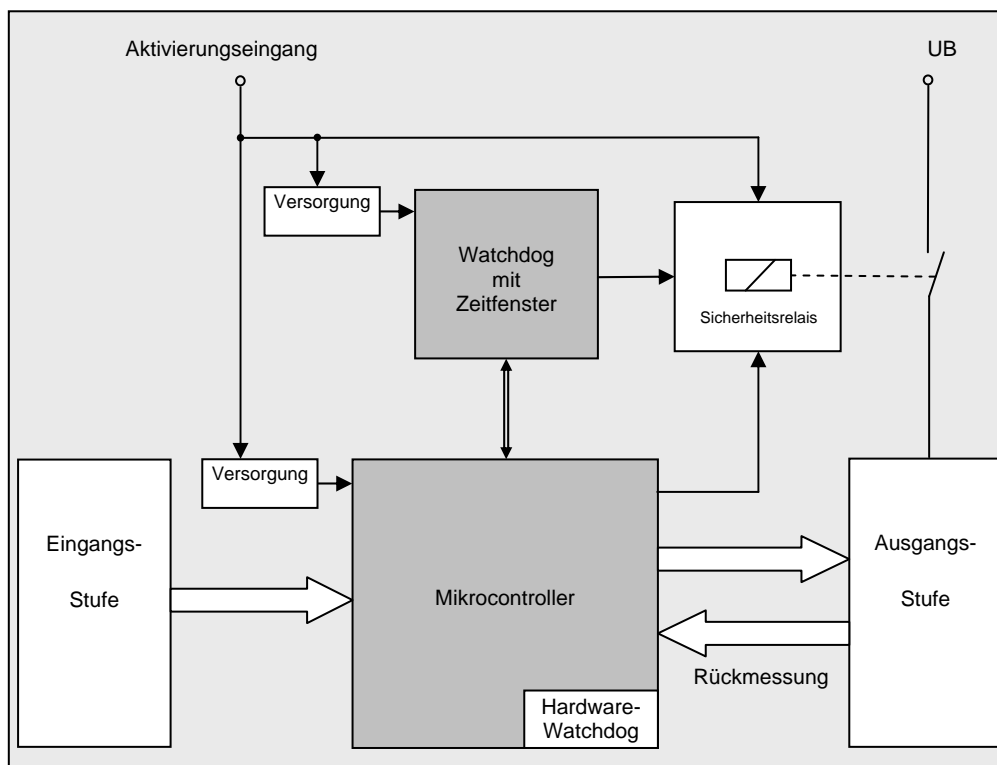 Aktivierungseingang
UB
Versorgung
Watchdog
mit
Zeitfenster
Sicherheitsrelais
Versorgung
Eingangs-
Stufe
Mikrocontroller
Ausgangs-
Stufe
Rückmessung
Hardware-
Watchdog